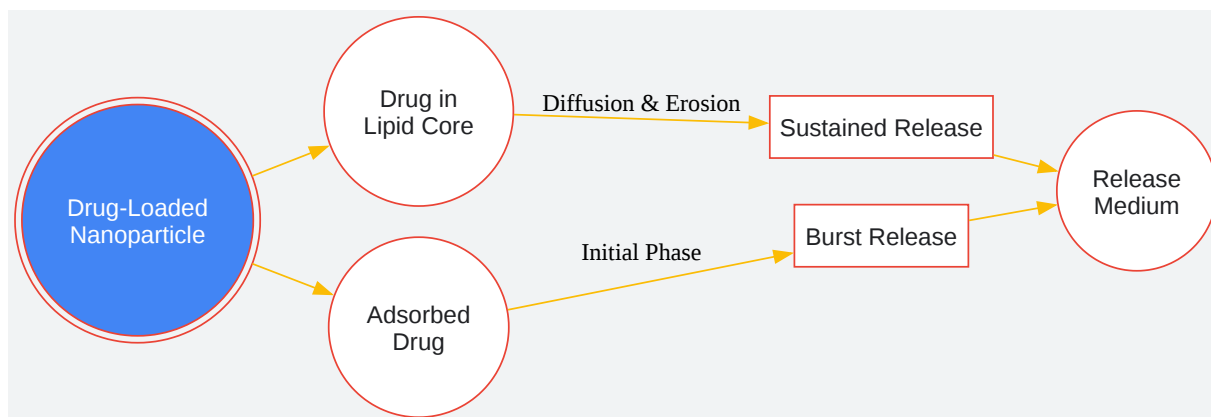 Drug-Loaded
Nanoparticle
Drug in
Lipid Core
Diffusion & Erosion
Sustained Release
Adsorbed
Drug
Initial Phase
Burst Release
Release
Medium